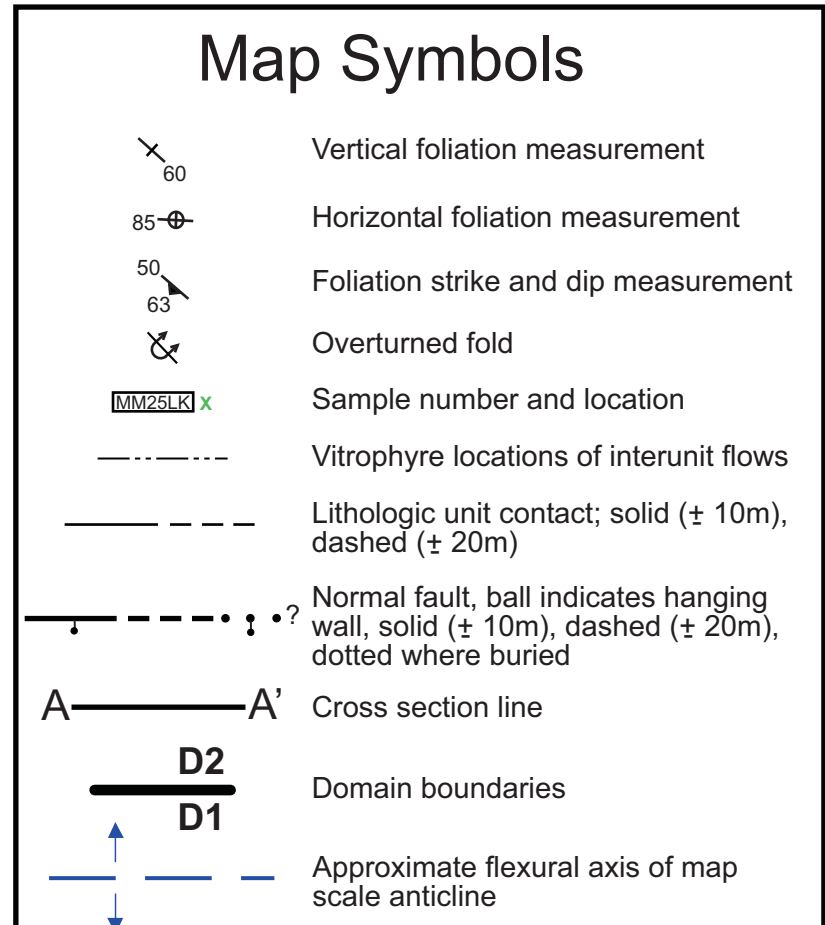 Map Symbols
60
Vertical foliation measurement
85
Horizontal foliation measurement
50
63
Foliation strike and dip measurement
Overturned fold
MM25LK x
Sample number and location
Vitrophyre locations of interunit flows
Lithologic unit contact; solid (± 10m),
dashed (± 20m)
?
Normal fault, ball indicates hanging
wall, solid (± 10m), dashed (± 20m),
dotted where buried
A A’
Cross section line
D2
D1
Domain boundaries
Approximate flexural axis of map
scale anticline